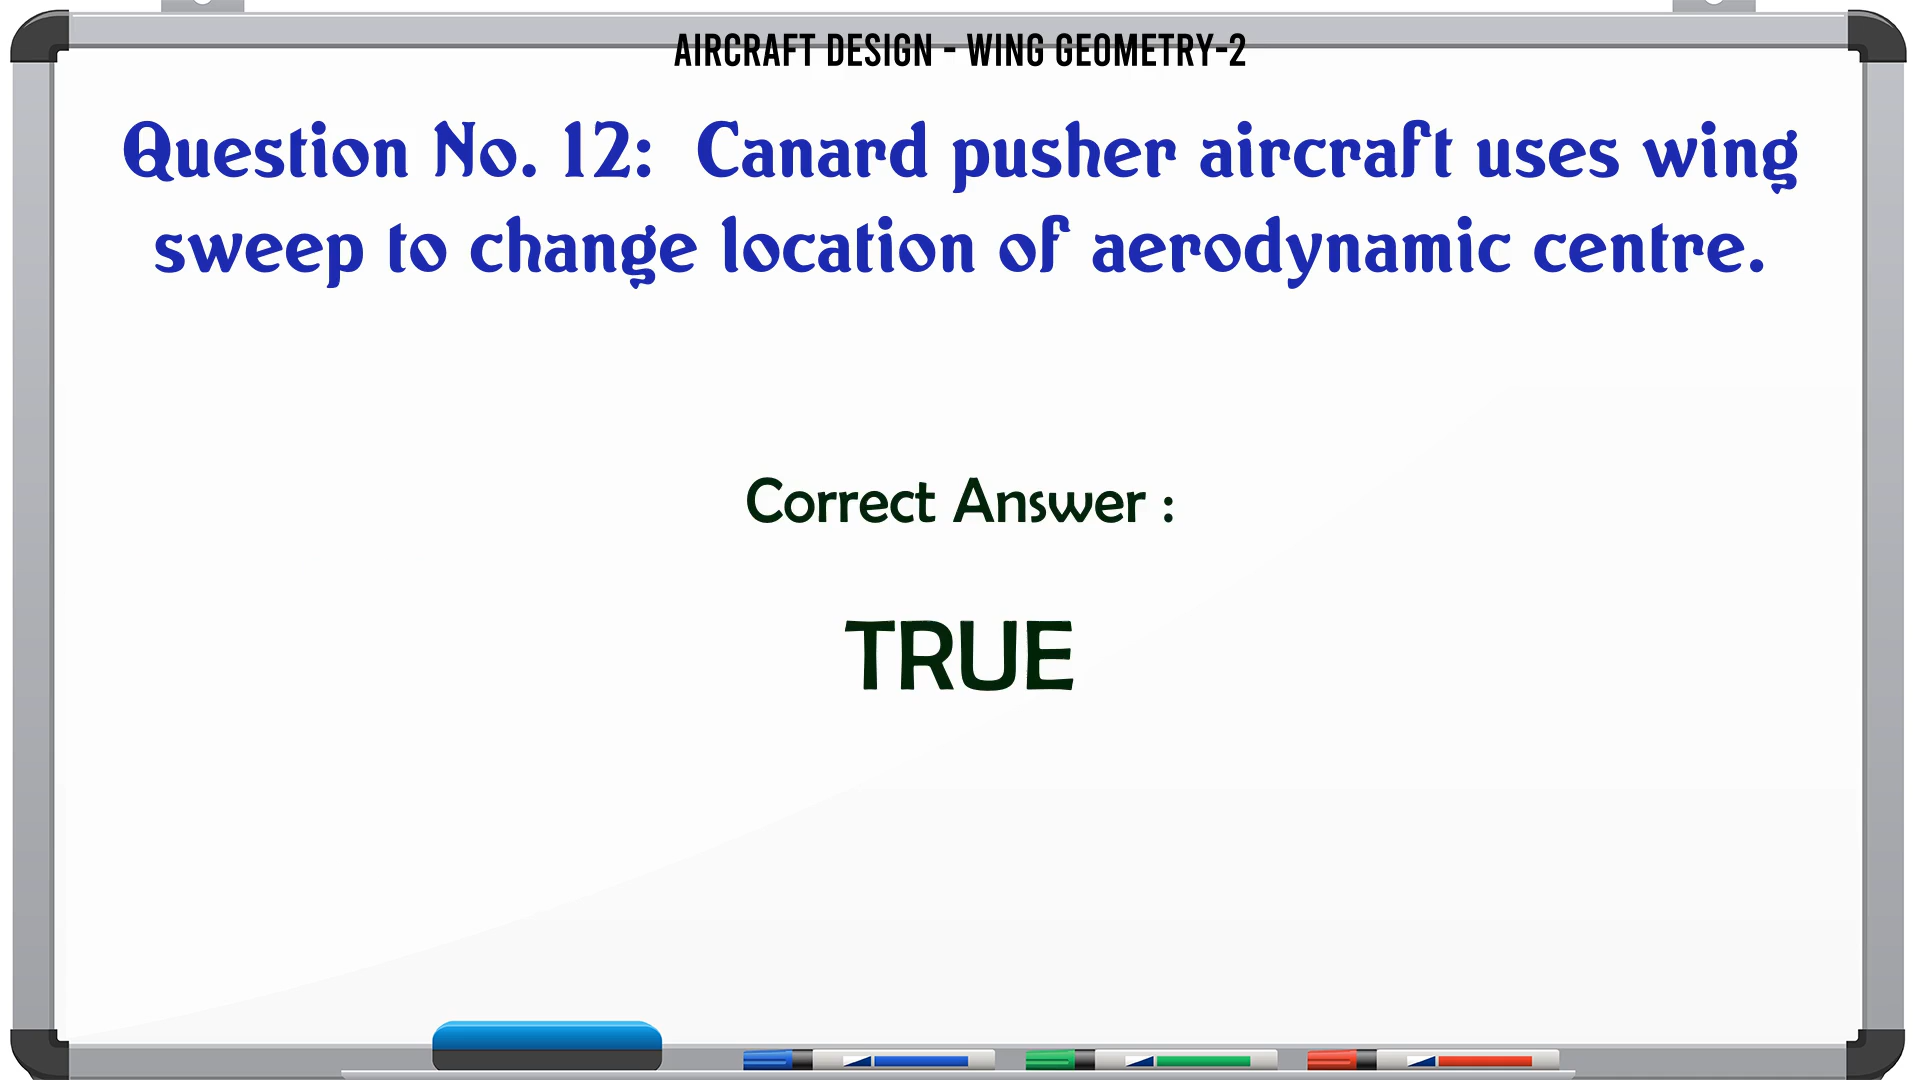 AIRCRAFT DESIGN - WING GEOMETRY-2
Question No. 12:  Canard pusher aircraft uses wing
sweep to change location of aerodynamic centre.
Correct Answer :
TRUE